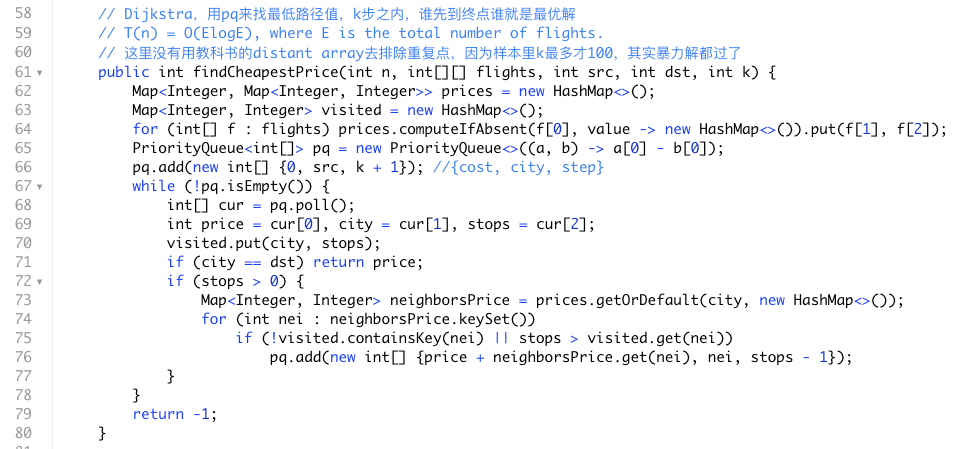 58 // Dijkstra，用pq来找最低路径值，k步之内，谁先到终点谁就是最优解
59 // T(n) = O(ElogE), where E is the total number of flights.
60 // 这里没有用教科书的distant array去排除重复点，因为样本里k最多才100，其实暴力解都过了
61 public int findCheapestPrice(int n, int[][] flights, int src, int dst, int k) {
62 Map<Integer, Map<Integer, Integer>> prices = new HashMap<>();
63 Map<Integer, Integer> visited = new HashMap<>();
64 for (int[] f : flights) prices.computeIfAbsent(f[0], value -> new HashMap<>()).put(f[1], f[2]);
65 PriorityQueue<int[]> pq = new PriorityQueue<>((a, b) -> a[0] - b[0]);
66 pq.add(new int[] {0, src, k + 1}); //{cost, city, step}
67 while (!pq.isEmpty()) {
68 int[] cur = pq.poll();
69 int price = cur[0], city = cur[1], stops = cur[2];
70 visited.put(city, stops);
71 if (city == dst) return price;
72 if (stops > 0) {
73 Map<Integer, Integer> neighborsPrice = prices.getOrDefault(city, new HashMap<>());
74 for (int nei : neighborsPrice.keySet())
75 if (!visited.containsKey(nei) || stops > visited.get(nei))
76 pq.add(new int[] {price + neighborsPrice.get(nei), nei, stops - 1});
77 }
78 }
79 return -1;
80 }